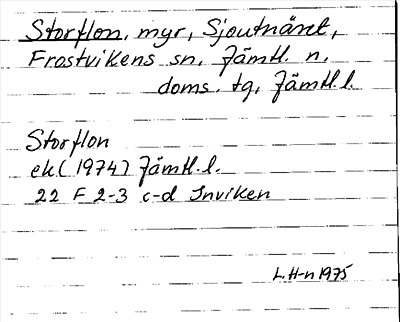 Storflon, myr, Sjoutnäset,
Frostvikens sn, Jämtl. n.
doms. tg, Jämtl. l.
Storflon
ek (1974) Jämtl. l.
22 F 2-3 c-d Inviken
L. H-n 1975